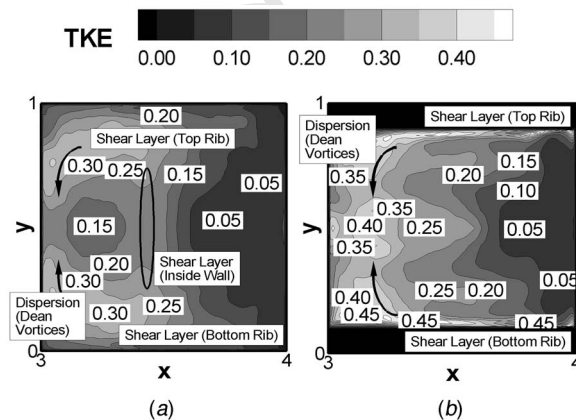 TKE
0.00 0.10 0.20 0.30 0.40
1
0.20
Shear Layer (Top Rib)
0.30 0.25
0.15
0.05
0.15
0.05
y
0.20
Shear Layer
(Inside Wall)
0.30
0.25
Dispersion
(Dean
Vortices)
0.30
Shear Layer (Bottom Rib)
0
3 x 4
(a)
1
Shear Layer (Top Rib)
Dispersion
(Dean
Vortices)
0.15
0.35
0.20
0.10
0.35
0.40
0.25
0.05
y
0.35
0.05
0.40
0.25 0.20
0.45
0.45
0.45
Shear Layer (Bottom Rib)
0
3 x 4
(b)